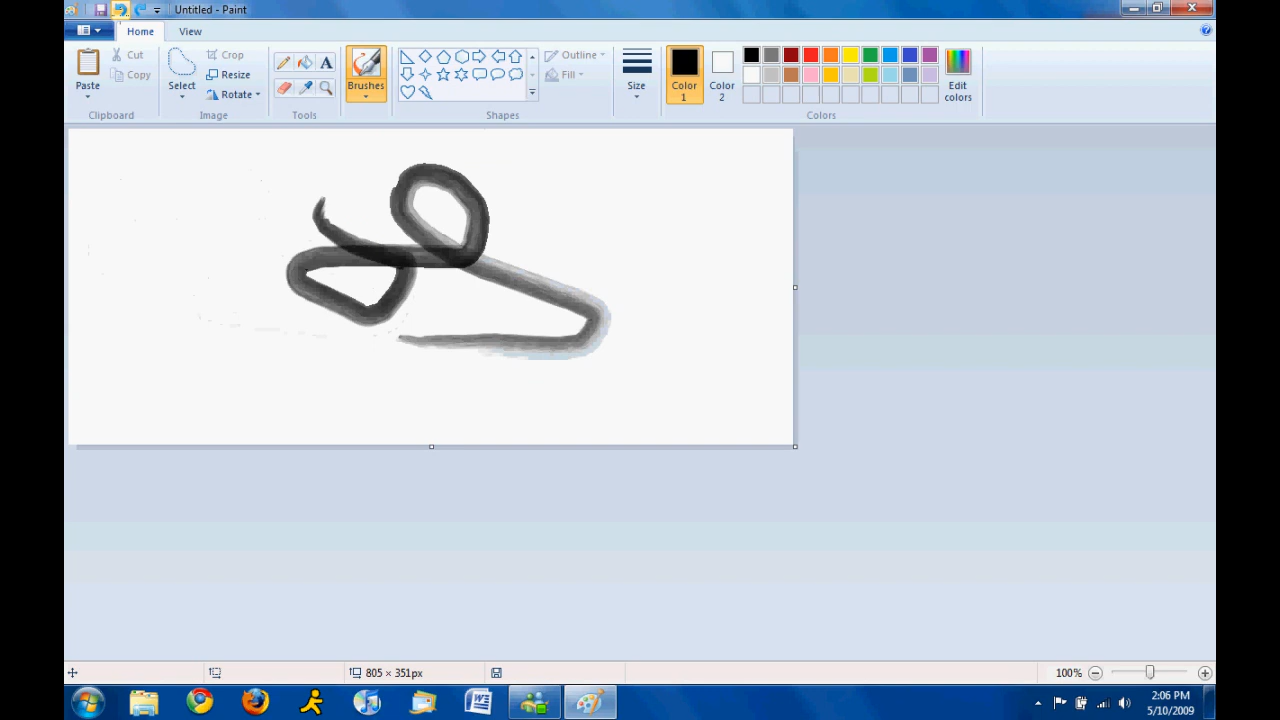 Untitled - Paint
Home View
Paste Cut Copy Select Crop Resize Rotate A Brushes Outline Fill Size Color 1 Color 2 Edit colors
Clipboard Image Tools Shapes Colors
805 × 351px 100%
2:06 PM
5/10/2009